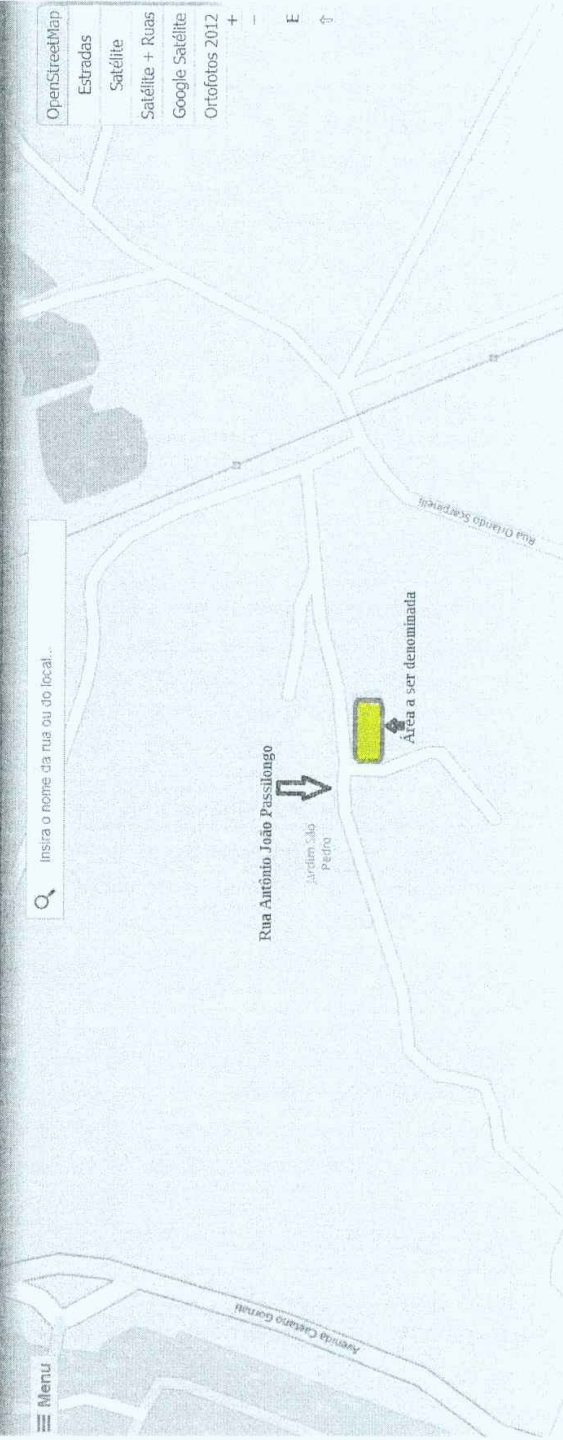 Menu
Insira o nome da rua ou do local...
OpenStreetMap
Estradas
Satélite
Satélite + Ruas
Google Satélite
Ortofotos 2012
+
−
E
⇧
Rua Antônio João Passilongo
Jardim São
Pedro
Área a ser denominada
Rua Orlando Scarpinelli
Avenida Caetano Gornati